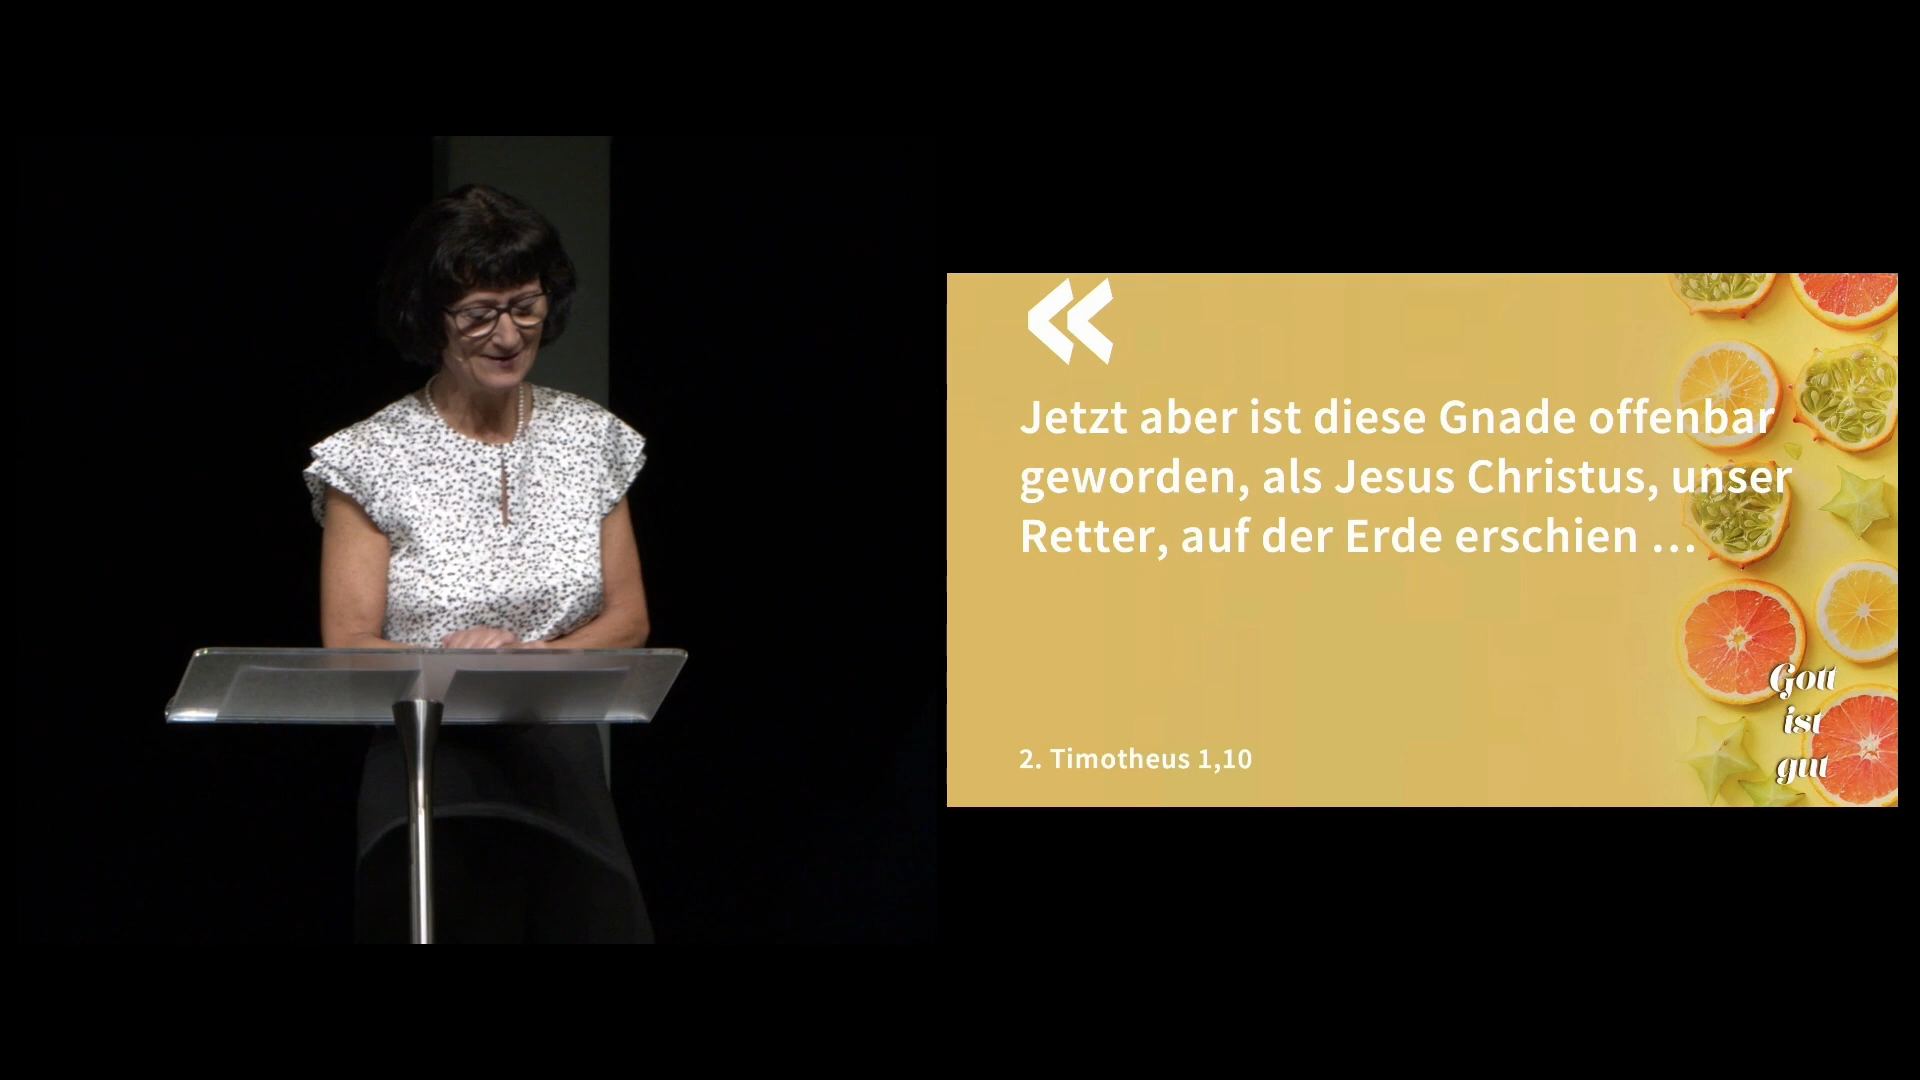 «
Jetzt aber ist diese Gnade offenbar
geworden, als Jesus Christus, unser
Retter, auf der Erde erschien …
2. Timotheus 1,10
Gott
ist
gut